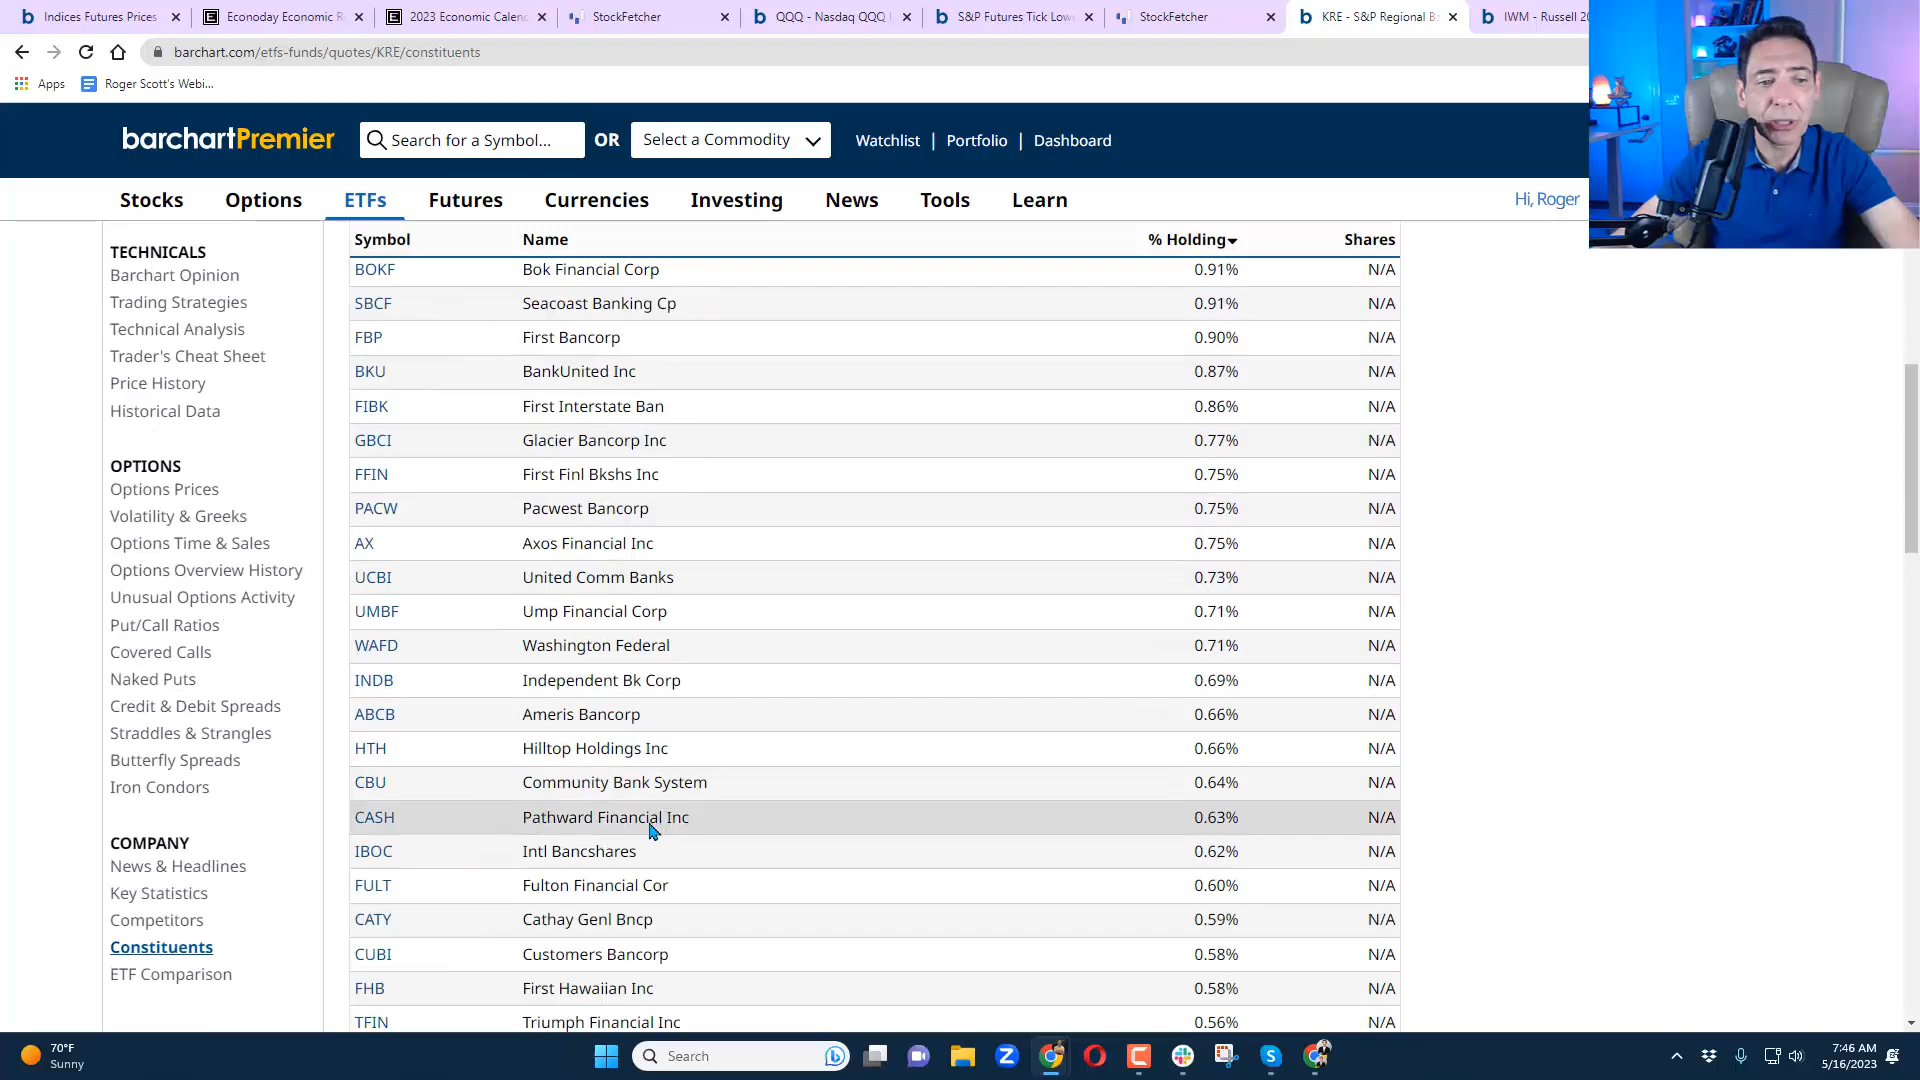 Indices Futures Prices
Econoday Economic R
2023 Economic Calen
StockFetcher
QQQ - Nasdaq QQQ
S&P Futures Tick Low
StockFetcher
KRE - S&P Regional B
IWM - Russell 20
barchart.com/etfs-funds/quotes/KRE/constituents
Apps
Roger Scott's Webi...
barchartPremier
Search for a Symbol...
OR
Select a Commodity
Watchlist | Portfolio | Dashboard
Stocks Options ETFs Futures Currencies Investing News Tools Learn
Hi, Roger
TECHNICALS
Barchart Opinion
Trading Strategies
Technical Analysis
Trader's Cheat Sheet
Price History
Historical Data
OPTIONS
Options Prices
Volatility & Greeks
Options Time & Sales
Options Overview History
Unusual Options Activity
Put/Call Ratios
Covered Calls
Naked Puts
Credit & Debit Spreads
Straddles & Strangles
Butterfly Spreads
Iron Condors
COMPANY
News & Headlines
Key Statistics
Competitors
Constituents
ETF Comparison
Symbol Name % Holding Shares
BOKF Bok Financial Corp 0.91% N/A
SBCF Seacoast Banking Cp 0.91% N/A
FBP First Bancorp 0.90% N/A
BKU BankUnited Inc 0.87% N/A
FIBK First Interstate Ban 0.86% N/A
GBCI Glacier Bancorp Inc 0.77% N/A
FFIN First Finl Bkshs Inc 0.75% N/A
PACW Pacwest Bancorp 0.75% N/A
AX Axos Financial Inc 0.75% N/A
UCBI United Comm Banks 0.73% N/A
UMBF Ump Financial Corp 0.71% N/A
WAFD Washington Federal 0.71% N/A
INDB Independent Bk Corp 0.69% N/A
ABCB Ameris Bancorp 0.66% N/A
HTH Hilltop Holdings Inc 0.66% N/A
CBU Community Bank System 0.64% N/A
CASH Pathward Financial Inc 0.63% N/A
IBOC Intl Bancshares 0.62% N/A
FULT Fulton Financial Cor 0.60% N/A
CATY Cathay Genl Bncp 0.59% N/A
CUBI Customers Bancorp 0.58% N/A
FHB First Hawaiian Inc 0.58% N/A
TFIN Triumph Financial Inc 0.56% N/A
70°F
Sunny
Search
7:46 AM
5/16/2023